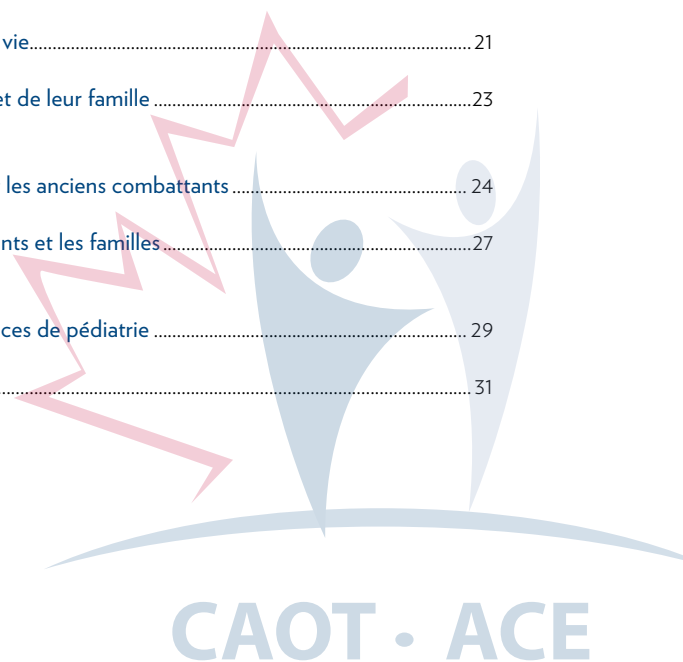 vie 21
et de leur famille 23
les anciens combattants 24
nts et les familles 27
ces de pédiatrie 29
31
CAOT · ACE